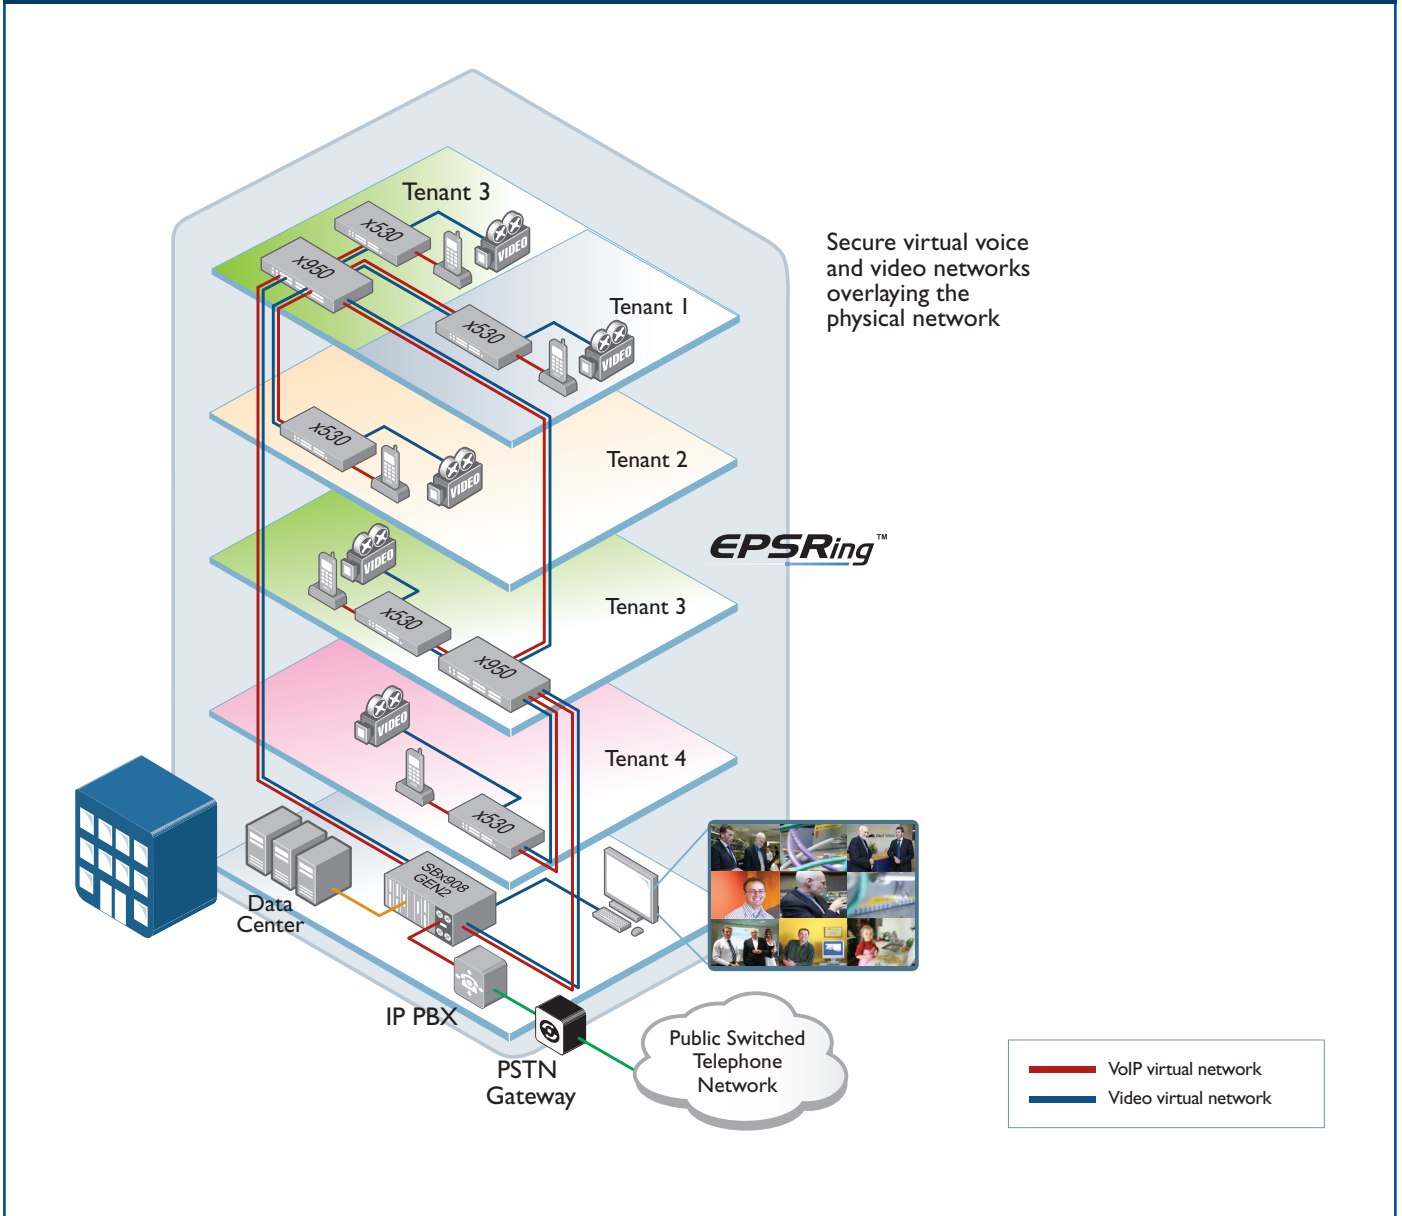 Tenant 3
x530
VIDEO
x950
Secure virtual voice
and video networks
overlaying the
physical network
Tenant 1
x530
VIDEO
x530
Tenant 2
VIDEO
EPSRing™
VIDEO
x530
Tenant 3
x950
VIDEO
Tenant 4
x530
SBx908
GEN2
Data
Center
IP PBX
PSTN
Gateway
Public Switched
Telephone
Network
VoIP virtual network
Video virtual network